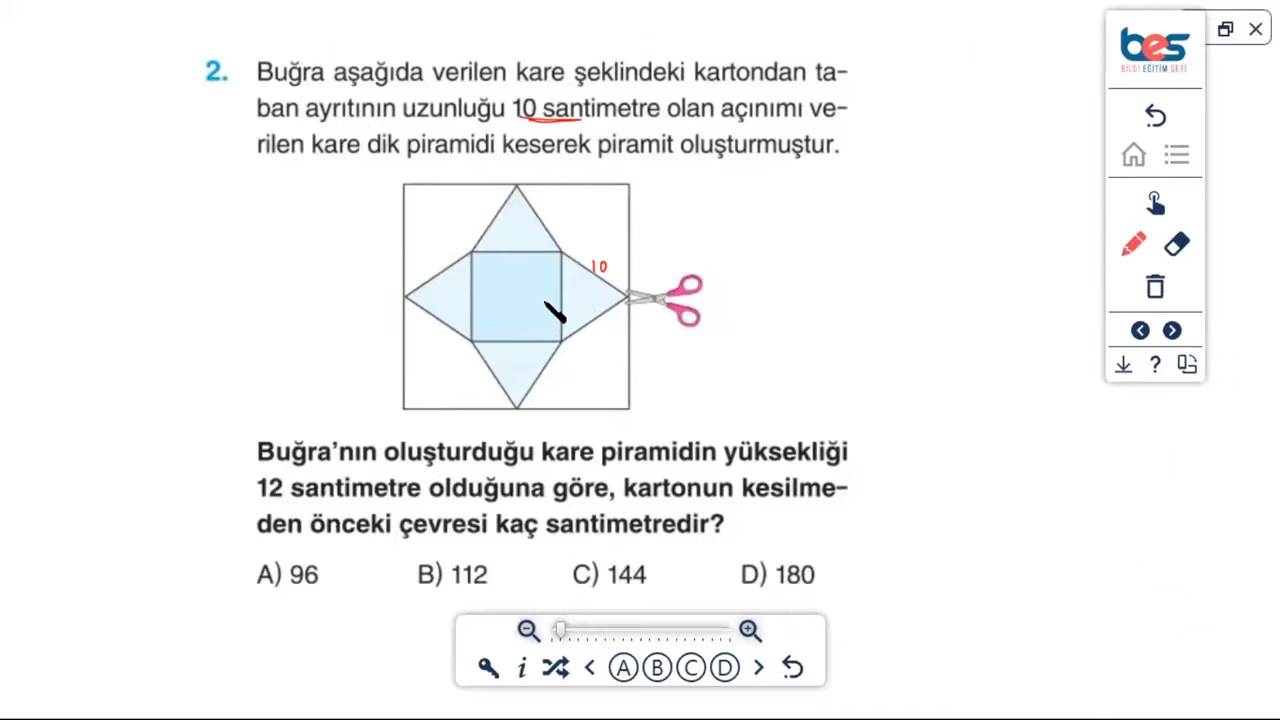 bes
BİLGİ EĞİTİM SETİ
2. Buğra aşağıda verilen kare şeklindeki kartondan ta-
ban ayrıtının uzunluğu 10 santimetre olan açınımı ve-
rilen kare dik piramidi keserek piramit oluşturmuştur.
10
Buğra'nın oluşturduğu kare piramidin yüksekliği
12 santimetre olduğuna göre, kartonun kesilme-
den önceki çevresi kaç santimetredir?
A) 96 B) 112 C) 144 D) 180
? 
i < A B C D >